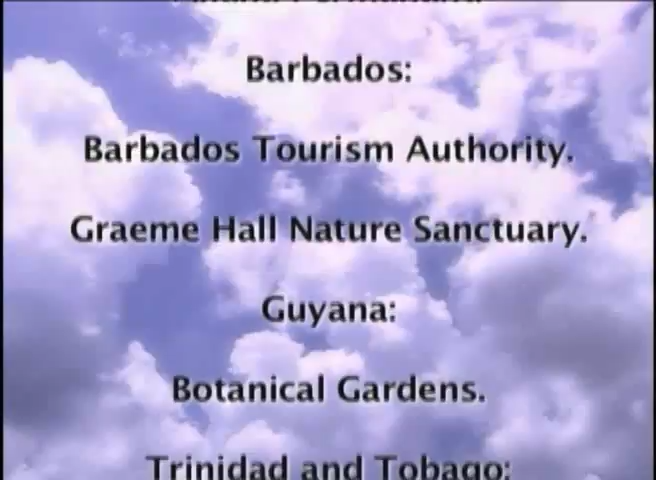 Barbados:
Barbados Tourism Authority.
Graeme Hall Nature Sanctuary.
Guyana:
Botanical Gardens.
Trinidad and Tobago: